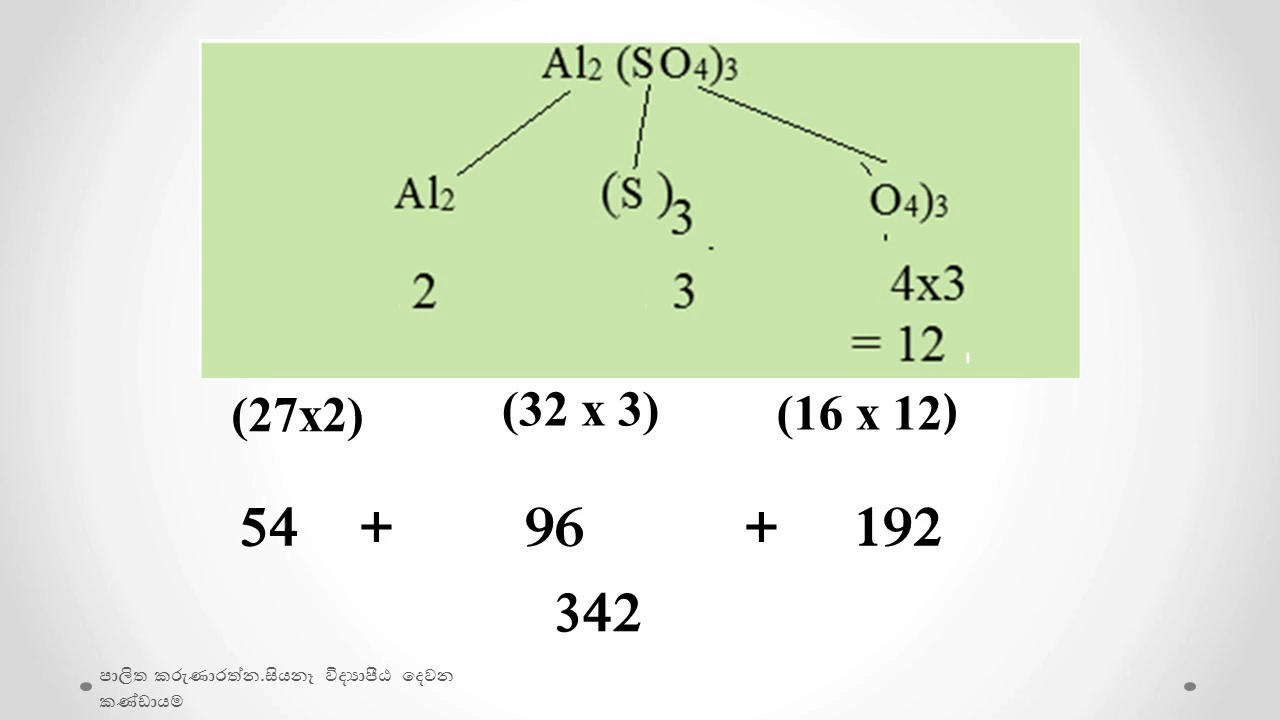 Al2 (SO4)3
Al2 (S )3 O4)3
2 3 4x3
= 12
(27x2) (32 x 3) (16 x 12)
54 + 96 + 192
342
පාලිත කරුණාරත්න.සියනෑ විද්‍යාපීඨ දෙවන
කණ්ඩායම